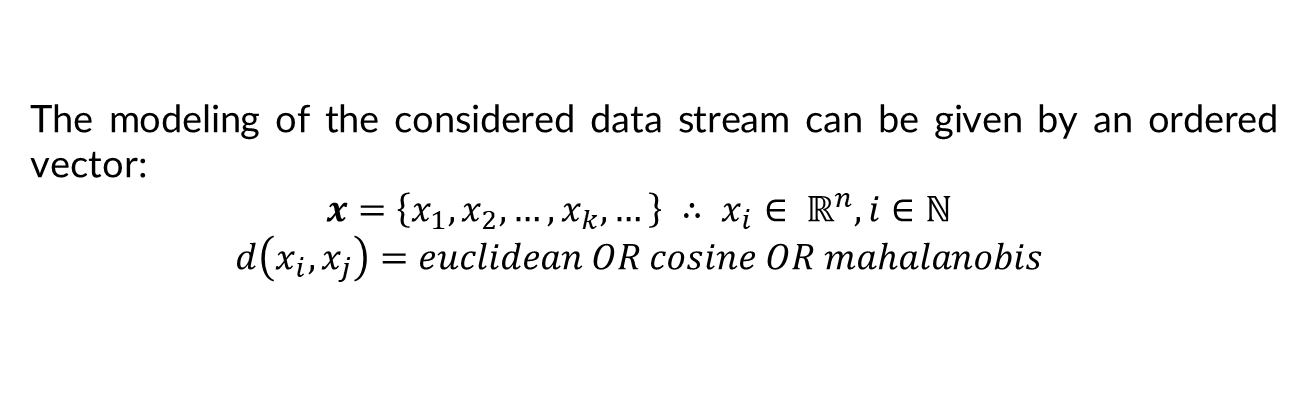 The modeling of the considered data stream can be given by an ordered
vector:
𝒙 = {𝑥₁, 𝑥₂, … , 𝑥ₖ, … } ∴ 𝑥ᵢ ∈ ℝⁿ, 𝑖 ∈ ℕ
𝑑(𝑥ᵢ, 𝑥ⱼ) = 𝑒𝑢𝑐𝑙𝑖𝑑𝑒𝑎𝑛 𝑂𝑅 𝑐𝑜𝑠𝑖𝑛𝑒 𝑂𝑅 𝑚𝑎ℎ𝑎𝑙𝑎𝑛𝑜𝑏𝑖𝑠